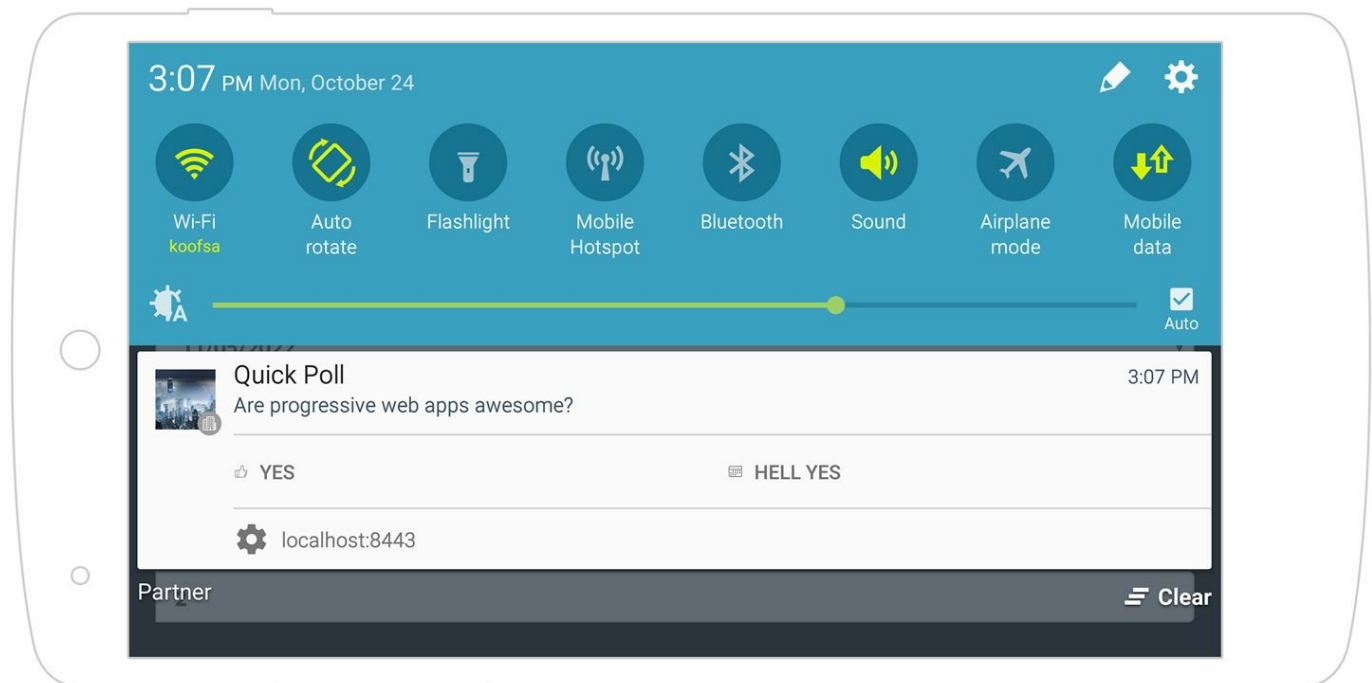 3:07 PM Mon, October 24
Wi-Fi
koofsa
Auto
rotate
Flashlight
Mobile
Hotspot
Bluetooth
Sound
Airplane
mode
Mobile
data
A
Auto
Quick Poll
3:07 PM
Are progressive web apps awesome?
YES
HELL YES
localhost:8443
Partner
Clear